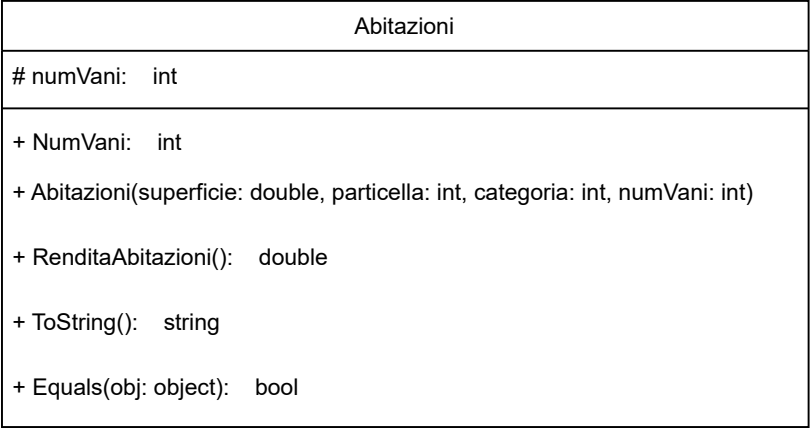 Abitazioni
# numVani: int
+ NumVani: int
+ Abitazioni(superficie: double, particella: int, categoria: int, numVani: int)
+ RenditaAbitazioni(): double
+ ToString(): string
+ Equals(obj: object): bool